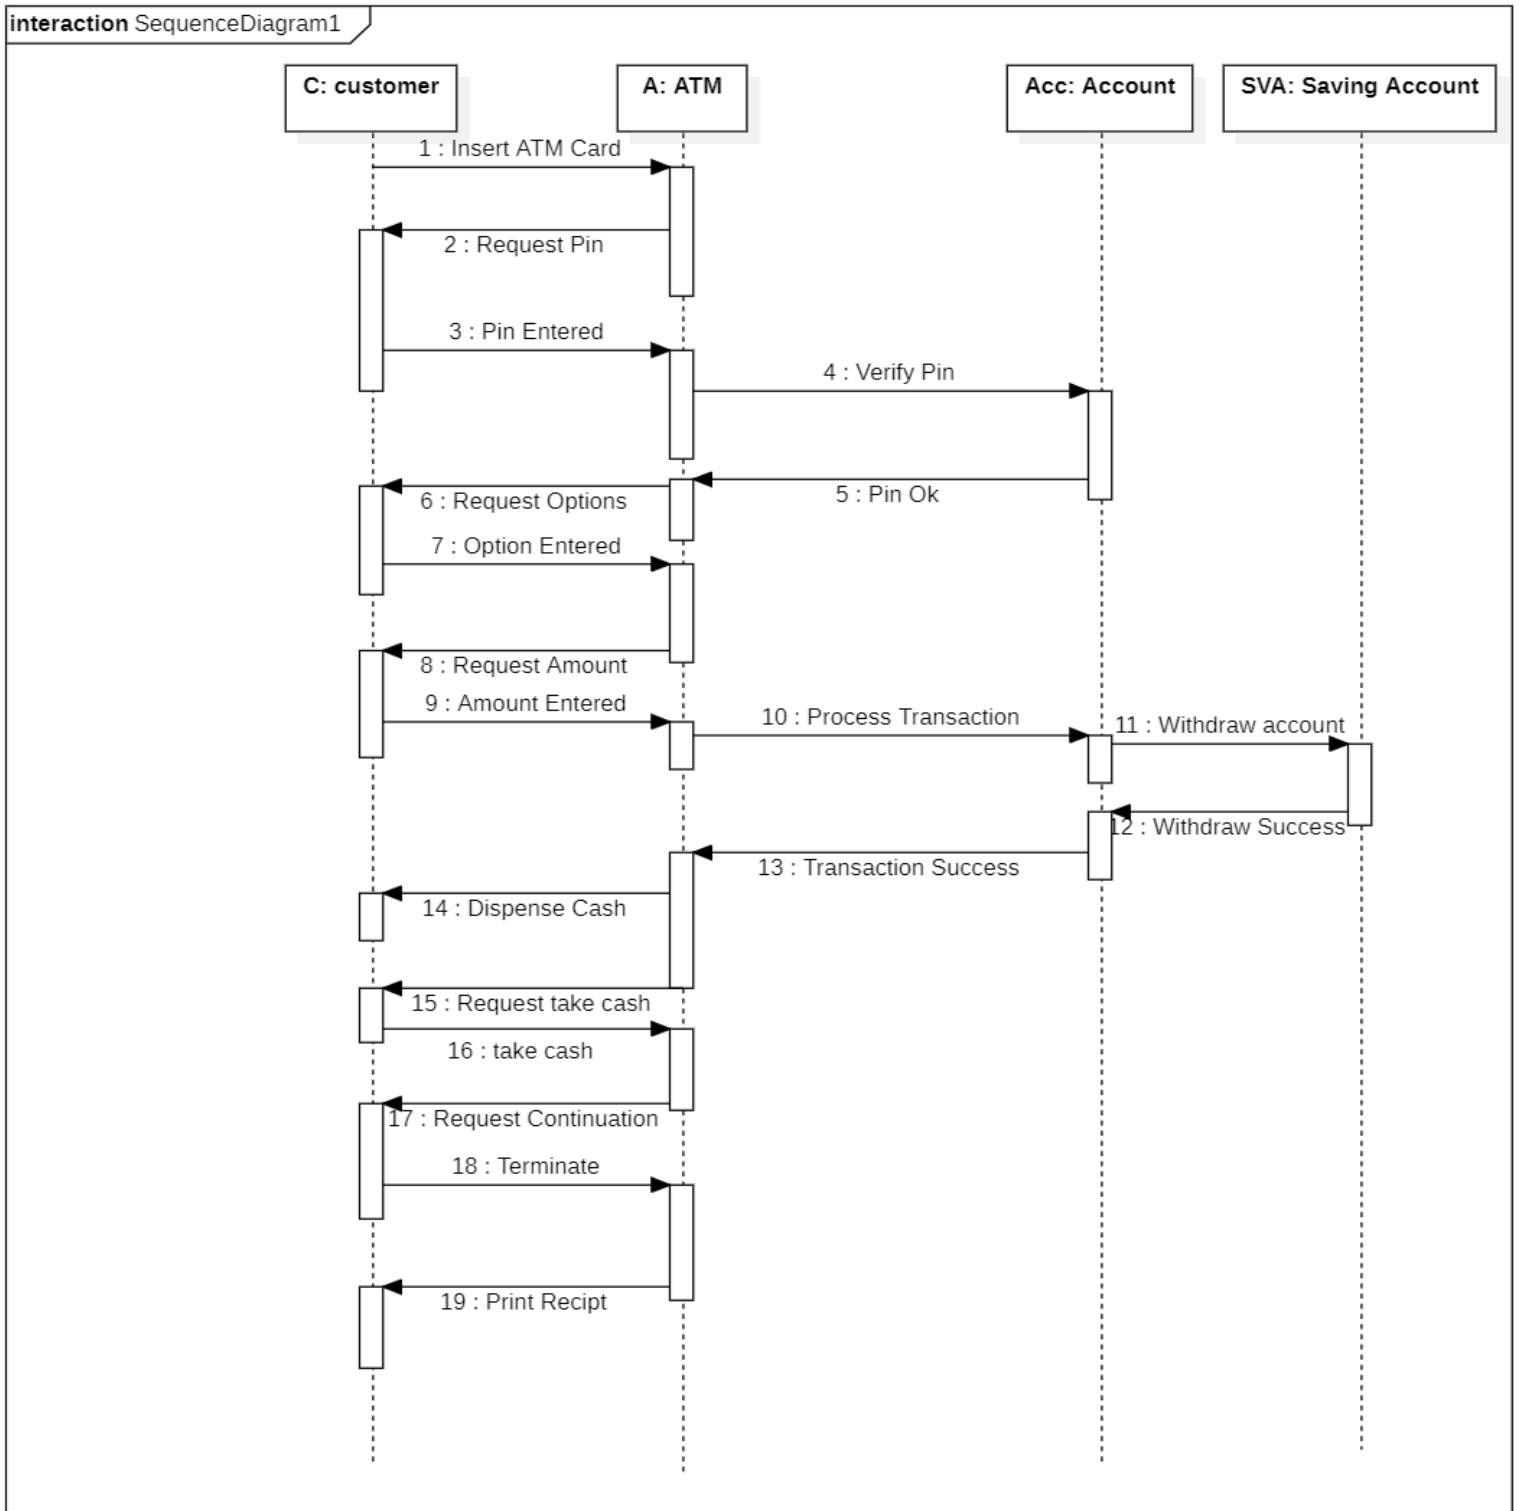 interaction SequenceDiagram1
C: customer
A: ATM
Acc: Account
SVA: Saving Account
1 : Insert ATM Card
2 : Request Pin
3 : Pin Entered
4 : Verify Pin
5 : Pin Ok
6 : Request Options
7 : Option Entered
8 : Request Amount
9 : Amount Entered
10 : Process Transaction
11 : Withdraw account
12 : Withdraw Success
13 : Transaction Success
14 : Dispense Cash
15 : Request take cash
16 : take cash
17 : Request Continuation
18 : Terminate
19 : Print Recipt